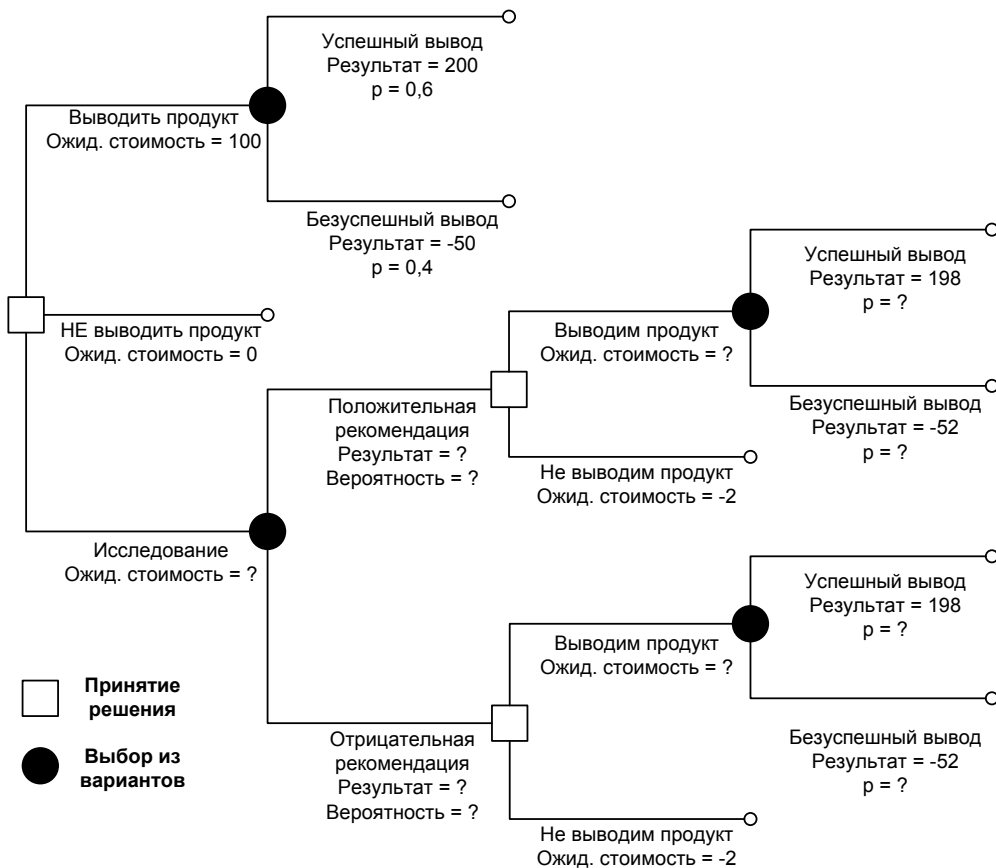 Успешный вывод
Результат = 200
p = 0,6
Выводить продукт
Ожид. стоимость = 100
Безуспешный вывод
Результат = -50
p = 0,4
НЕ выводить продукт
Ожид. стоимость = 0
Успешный вывод
Результат = 198
p = ?
Выводим продукт
Ожид. стоимость = ?
Безуспешный вывод
Результат = -52
p = ?
Положительная
рекомендация
Результат = ?
Вероятность = ?
Не выводим продукт
Ожид. стоимость = -2
Исследование
Ожид. стоимость = ?
Успешный вывод
Результат = 198
p = ?
Выводим продукт
Ожид. стоимость = ?
Безуспешный вывод
Результат = -52
p = ?
Отрицательная
рекомендация
Результат = ?
Вероятность = ?
Не выводим продукт
Ожид. стоимость = -2
Принятие
решения
Выбор из
вариантов